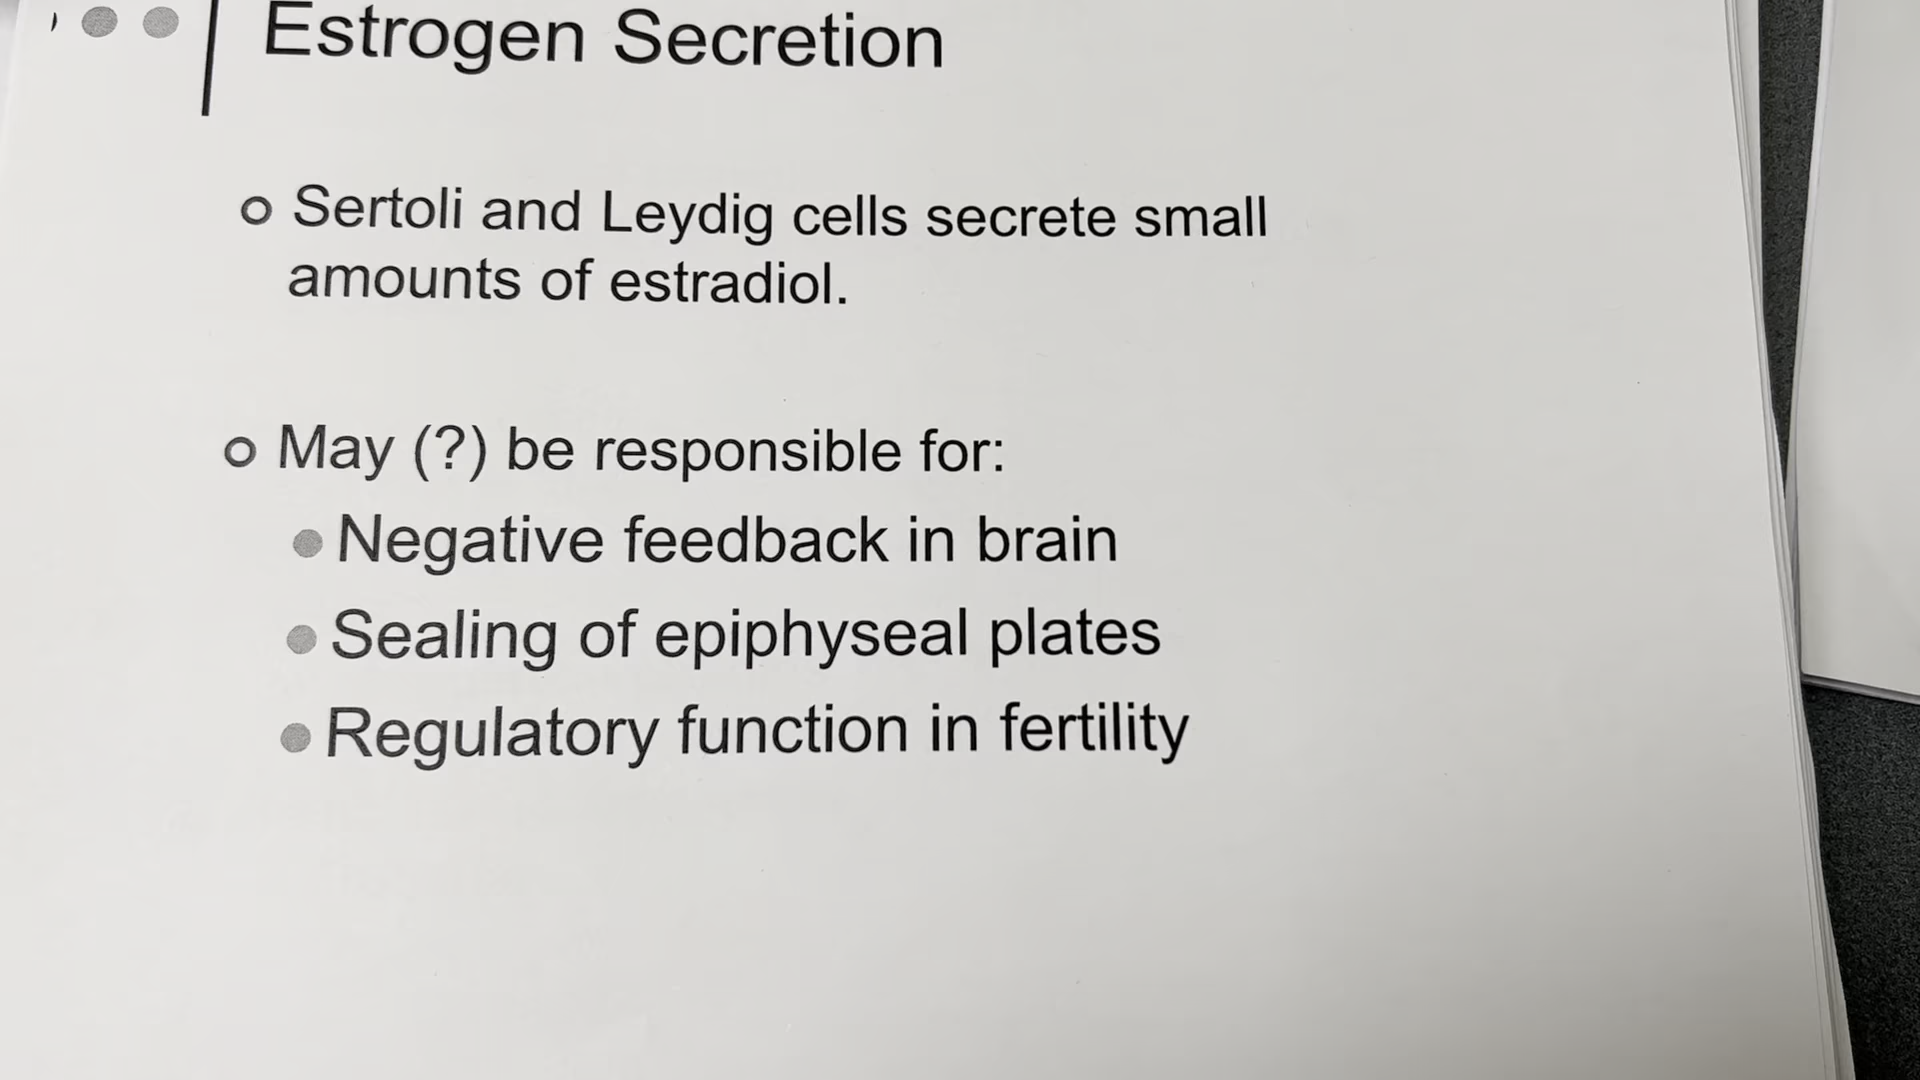 Estrogen Secretion
Sertoli and Leydig cells secrete small
amounts of estradiol.
May (?) be responsible for:
Negative feedback in brain
Sealing of epiphyseal plates
Regulatory function in fertility